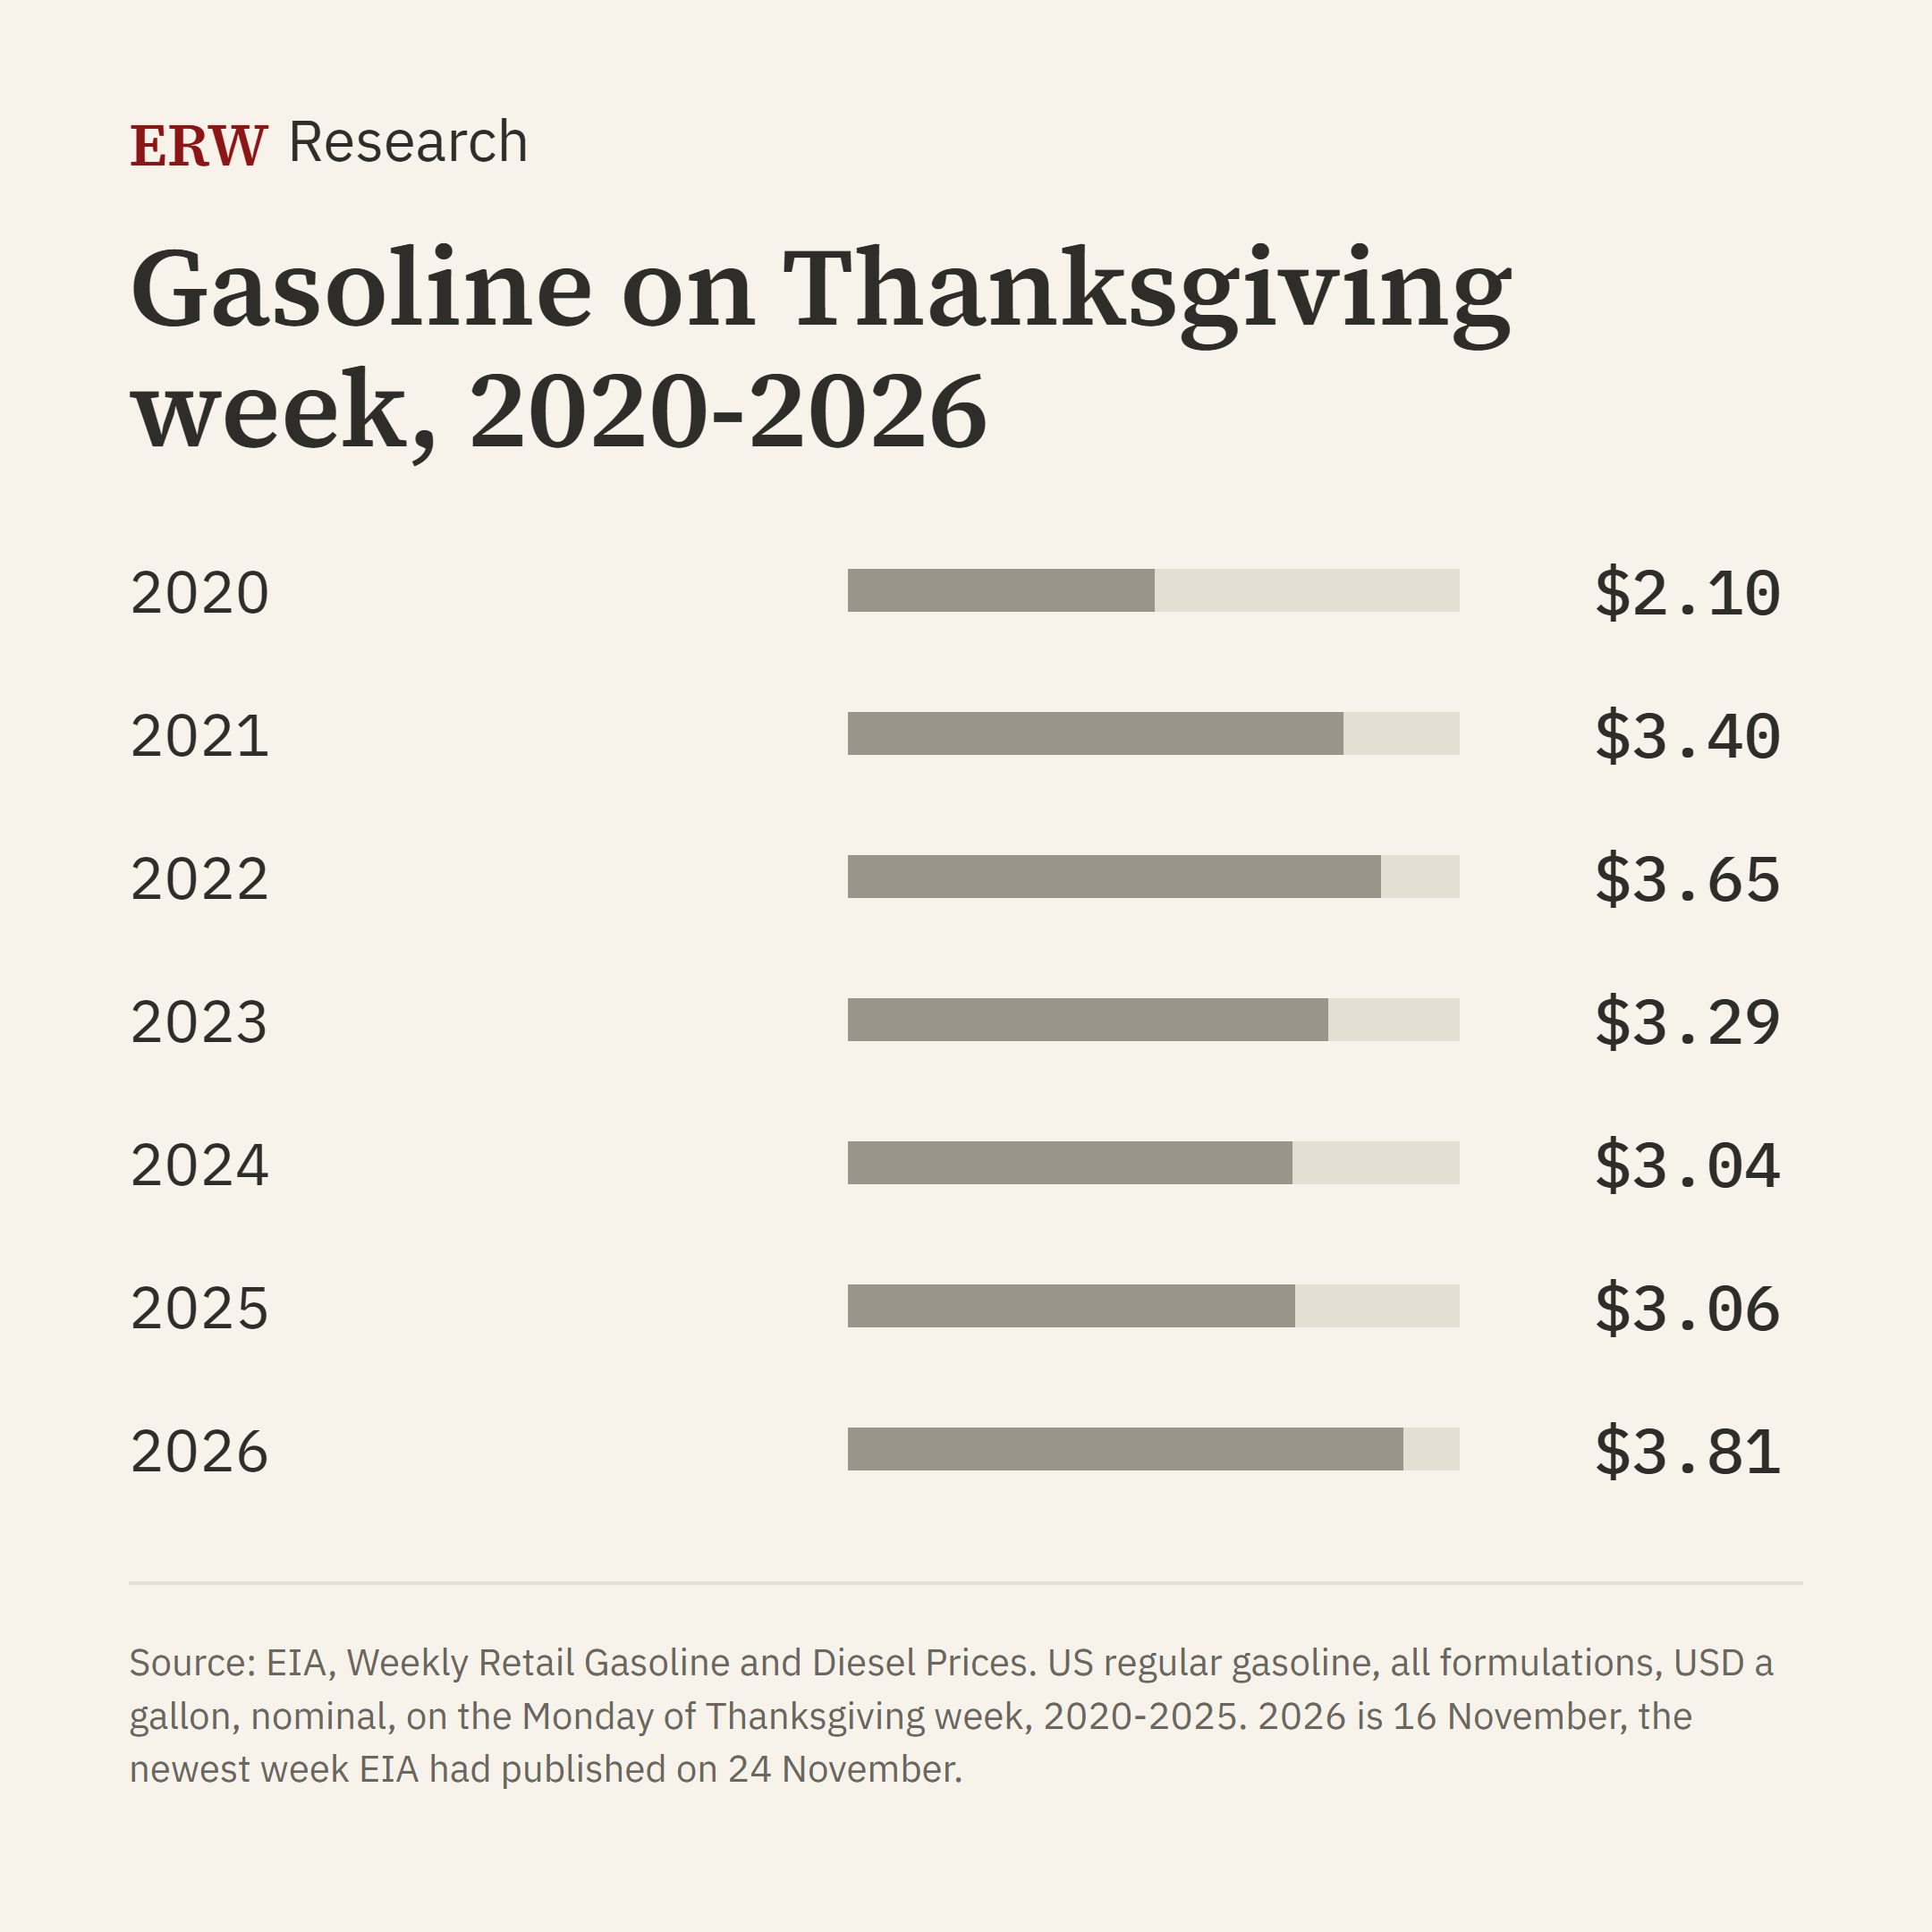 ERW Research
Gasoline on Thanksgiving
week, 2020-2026
2020 $2.10
2021 $3.40
2022 $3.65
2023 $3.29
2024 $3.04
2025 $3.06
2026 $3.81
Source: EIA, Weekly Retail Gasoline and Diesel Prices. US regular gasoline, all formulations, USD a
gallon, nominal, on the Monday of Thanksgiving week, 2020-2025. 2026 is 16 November, the
newest week EIA had published on 24 November.